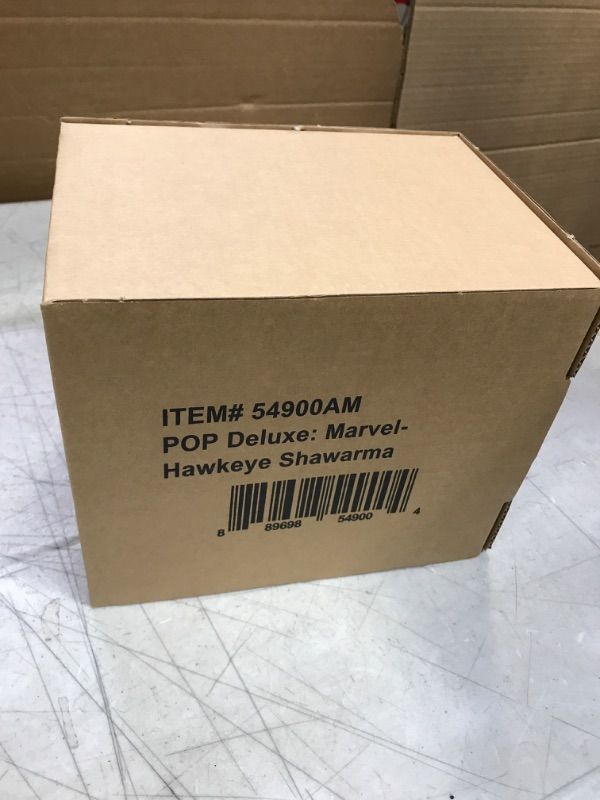 ITEM# 54900AM
POP Deluxe: Marvel-
Hawkeye Shawarma
8 89698 54900 4